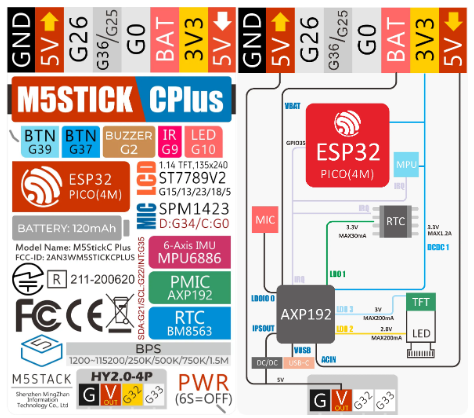 GND
5V
G26
G36/G25
G0
BAT
3V3
5V
M5STICK CPlus
BTN G39
BTN G37
BUZZER G2
IR G9
LED G10
ESP32
PICO(4M)
LCD
1.14 TFT,135x240
ST7789V2
G15/13/23/18/5
MIC
SPM1423
D:G34/C:G0
BATTERY: 120mAh
Model Name: M5StickC Plus
FCC-ID: 2AN3WM5STICKCPLUS
R 211-200620
FC CE
SDA:G21/SCL:G22/INT:G35
6-Axis IMU
MPU6886
PMIC
AXP192
RTC
BM8563
BPS
1200~115200/250K/500K/750K/1.5M
M5STACK
Shenzhen MingZhan
Information
Technology Co., Ltd
HY2.0-4P
G
V
G32
G33
PWR
(6S=OFF)
GND
5V
G26
G36/G25
G0
BAT
3V3
5V
VBAT
GPIO35
ESP32
PICO(4M)
MPU
IRQ
MIC
IRQ
RTC
3.3V
MAX50mA
3.3V
MAX1.2A
DCDC 1
LDO 1
IRQ
LDOIO 0
AXP192
LDO 3
3V
MAX200mA
TFT
LDO 2
2.8V
MAX200mA
LED
IPSOUT
VBUS
ACIN
DC/DC
USB-C
5V
G
V
G32
G33